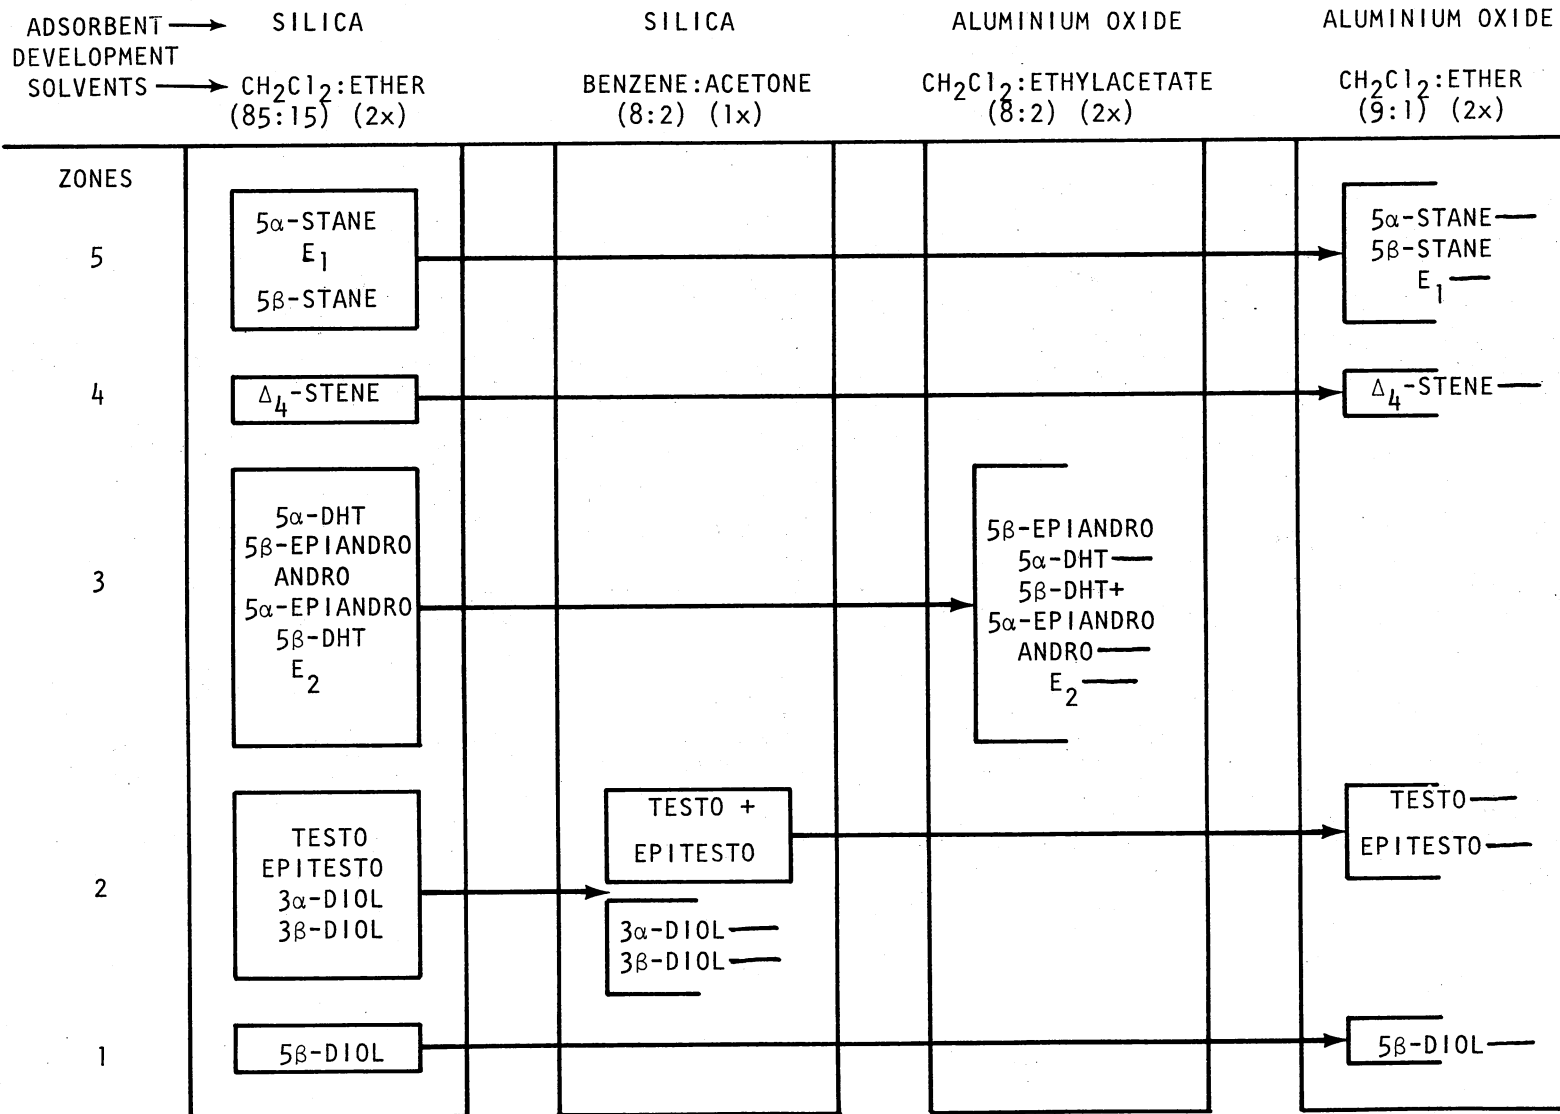 ADSORBENT → SILICA SILICA ALUMINIUM OXIDE ALUMINIUM OXIDE
DEVELOPMENT
SOLVENTS → CH₂Cl₂:ETHER BENZENE:ACETONE CH₂Cl₂:ETHYLACETATE CH₂Cl₂:ETHER
(85:15) (2x) (8:2) (1x) (8:2) (2x) (9:1) (2x)
ZONES
5
5α-STANE
E₁
5β-STANE
5α-STANE—
5β-STANE
E₁—
4
Δ₄-STENE
Δ₄-STENE—
3
5α-DHT
5β-EPIANDRO
ANDRO
5α-EPIANDRO
5β-DHT
E₂
5β-EPIANDRO
5α-DHT—
5β-DHT+
5α-EPIANDRO
ANDRO—
E₂—
2
TESTO
EPITESTO
3α-DIOL
3β-DIOL
TESTO +
EPITESTO
3α-DIOL—
3β-DIOL—
TESTO—
EPITESTO—
1
5β-DIOL
5β-DIOL—